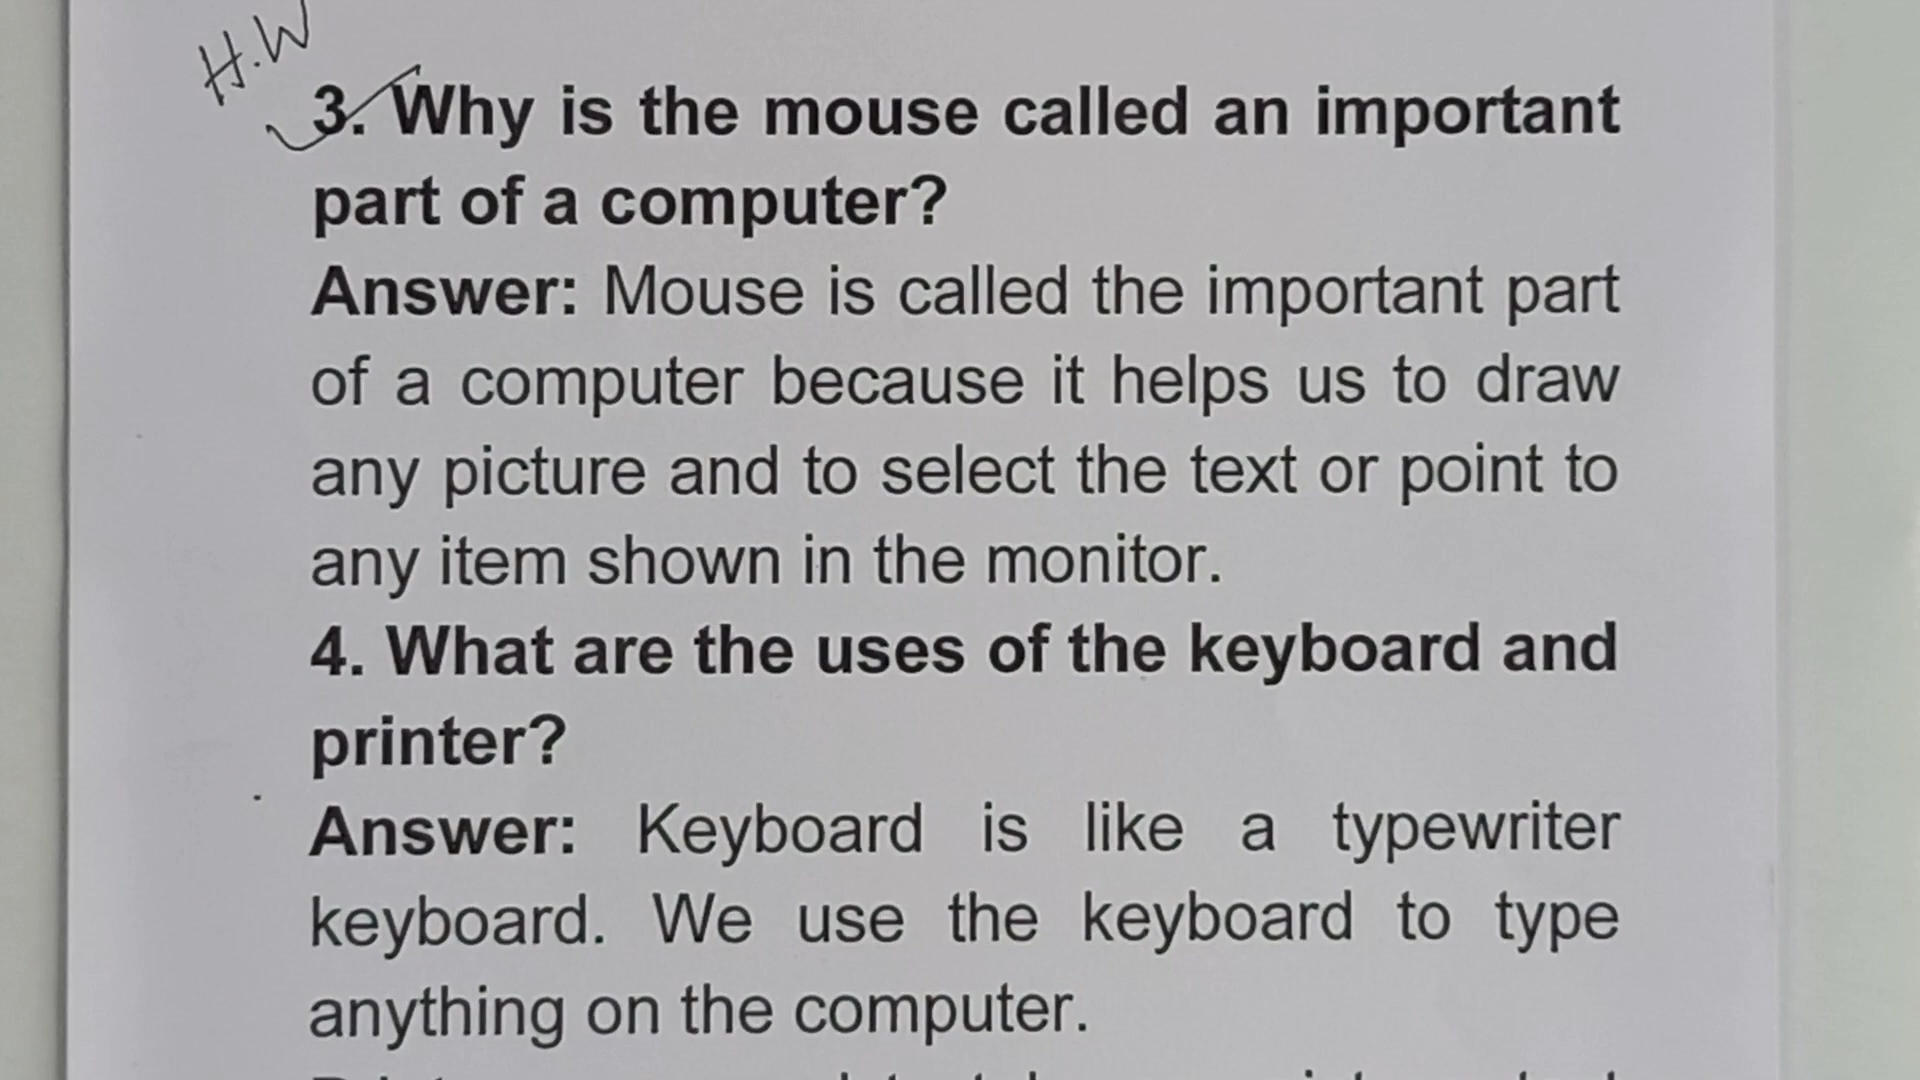 H.W
3. Why is the mouse called an important
part of a computer?
Answer: Mouse is called the important part
of a computer because it helps us to draw
any picture and to select the text or point to
any item shown in the monitor.
4. What are the uses of the keyboard and
printer?
Answer: Keyboard is like a typewriter
keyboard. We use the keyboard to type
anything on the computer.